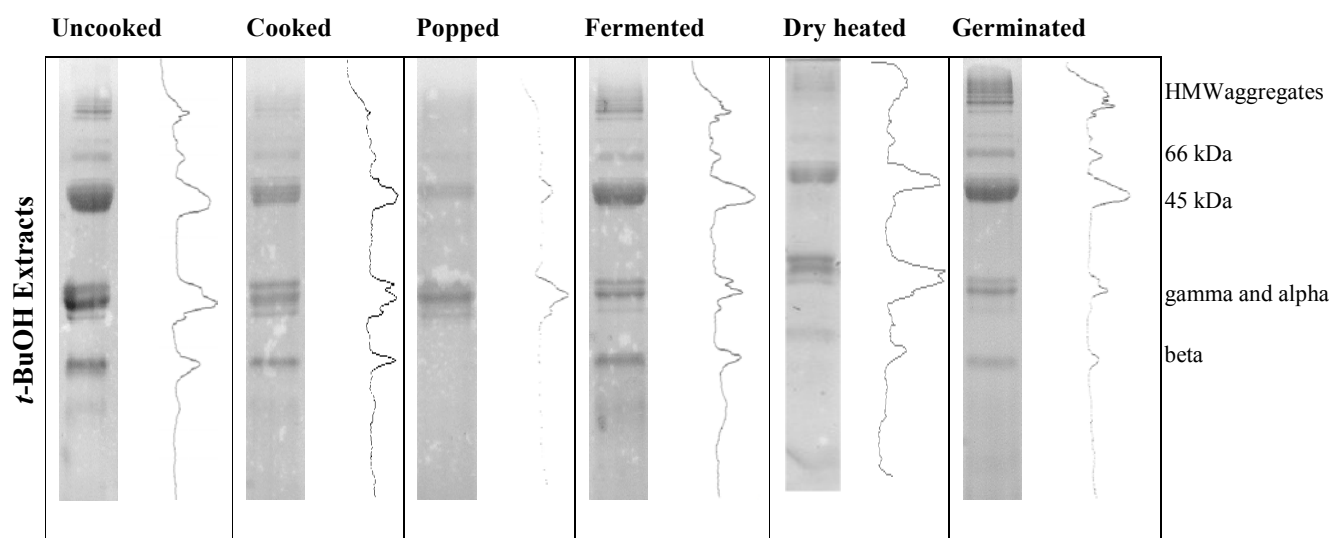 Uncooked Cooked Popped Fermented Dry heated Germinated
t-BuOH Extracts
HMWaggregates
66 kDa
45 kDa
gamma and alpha
beta